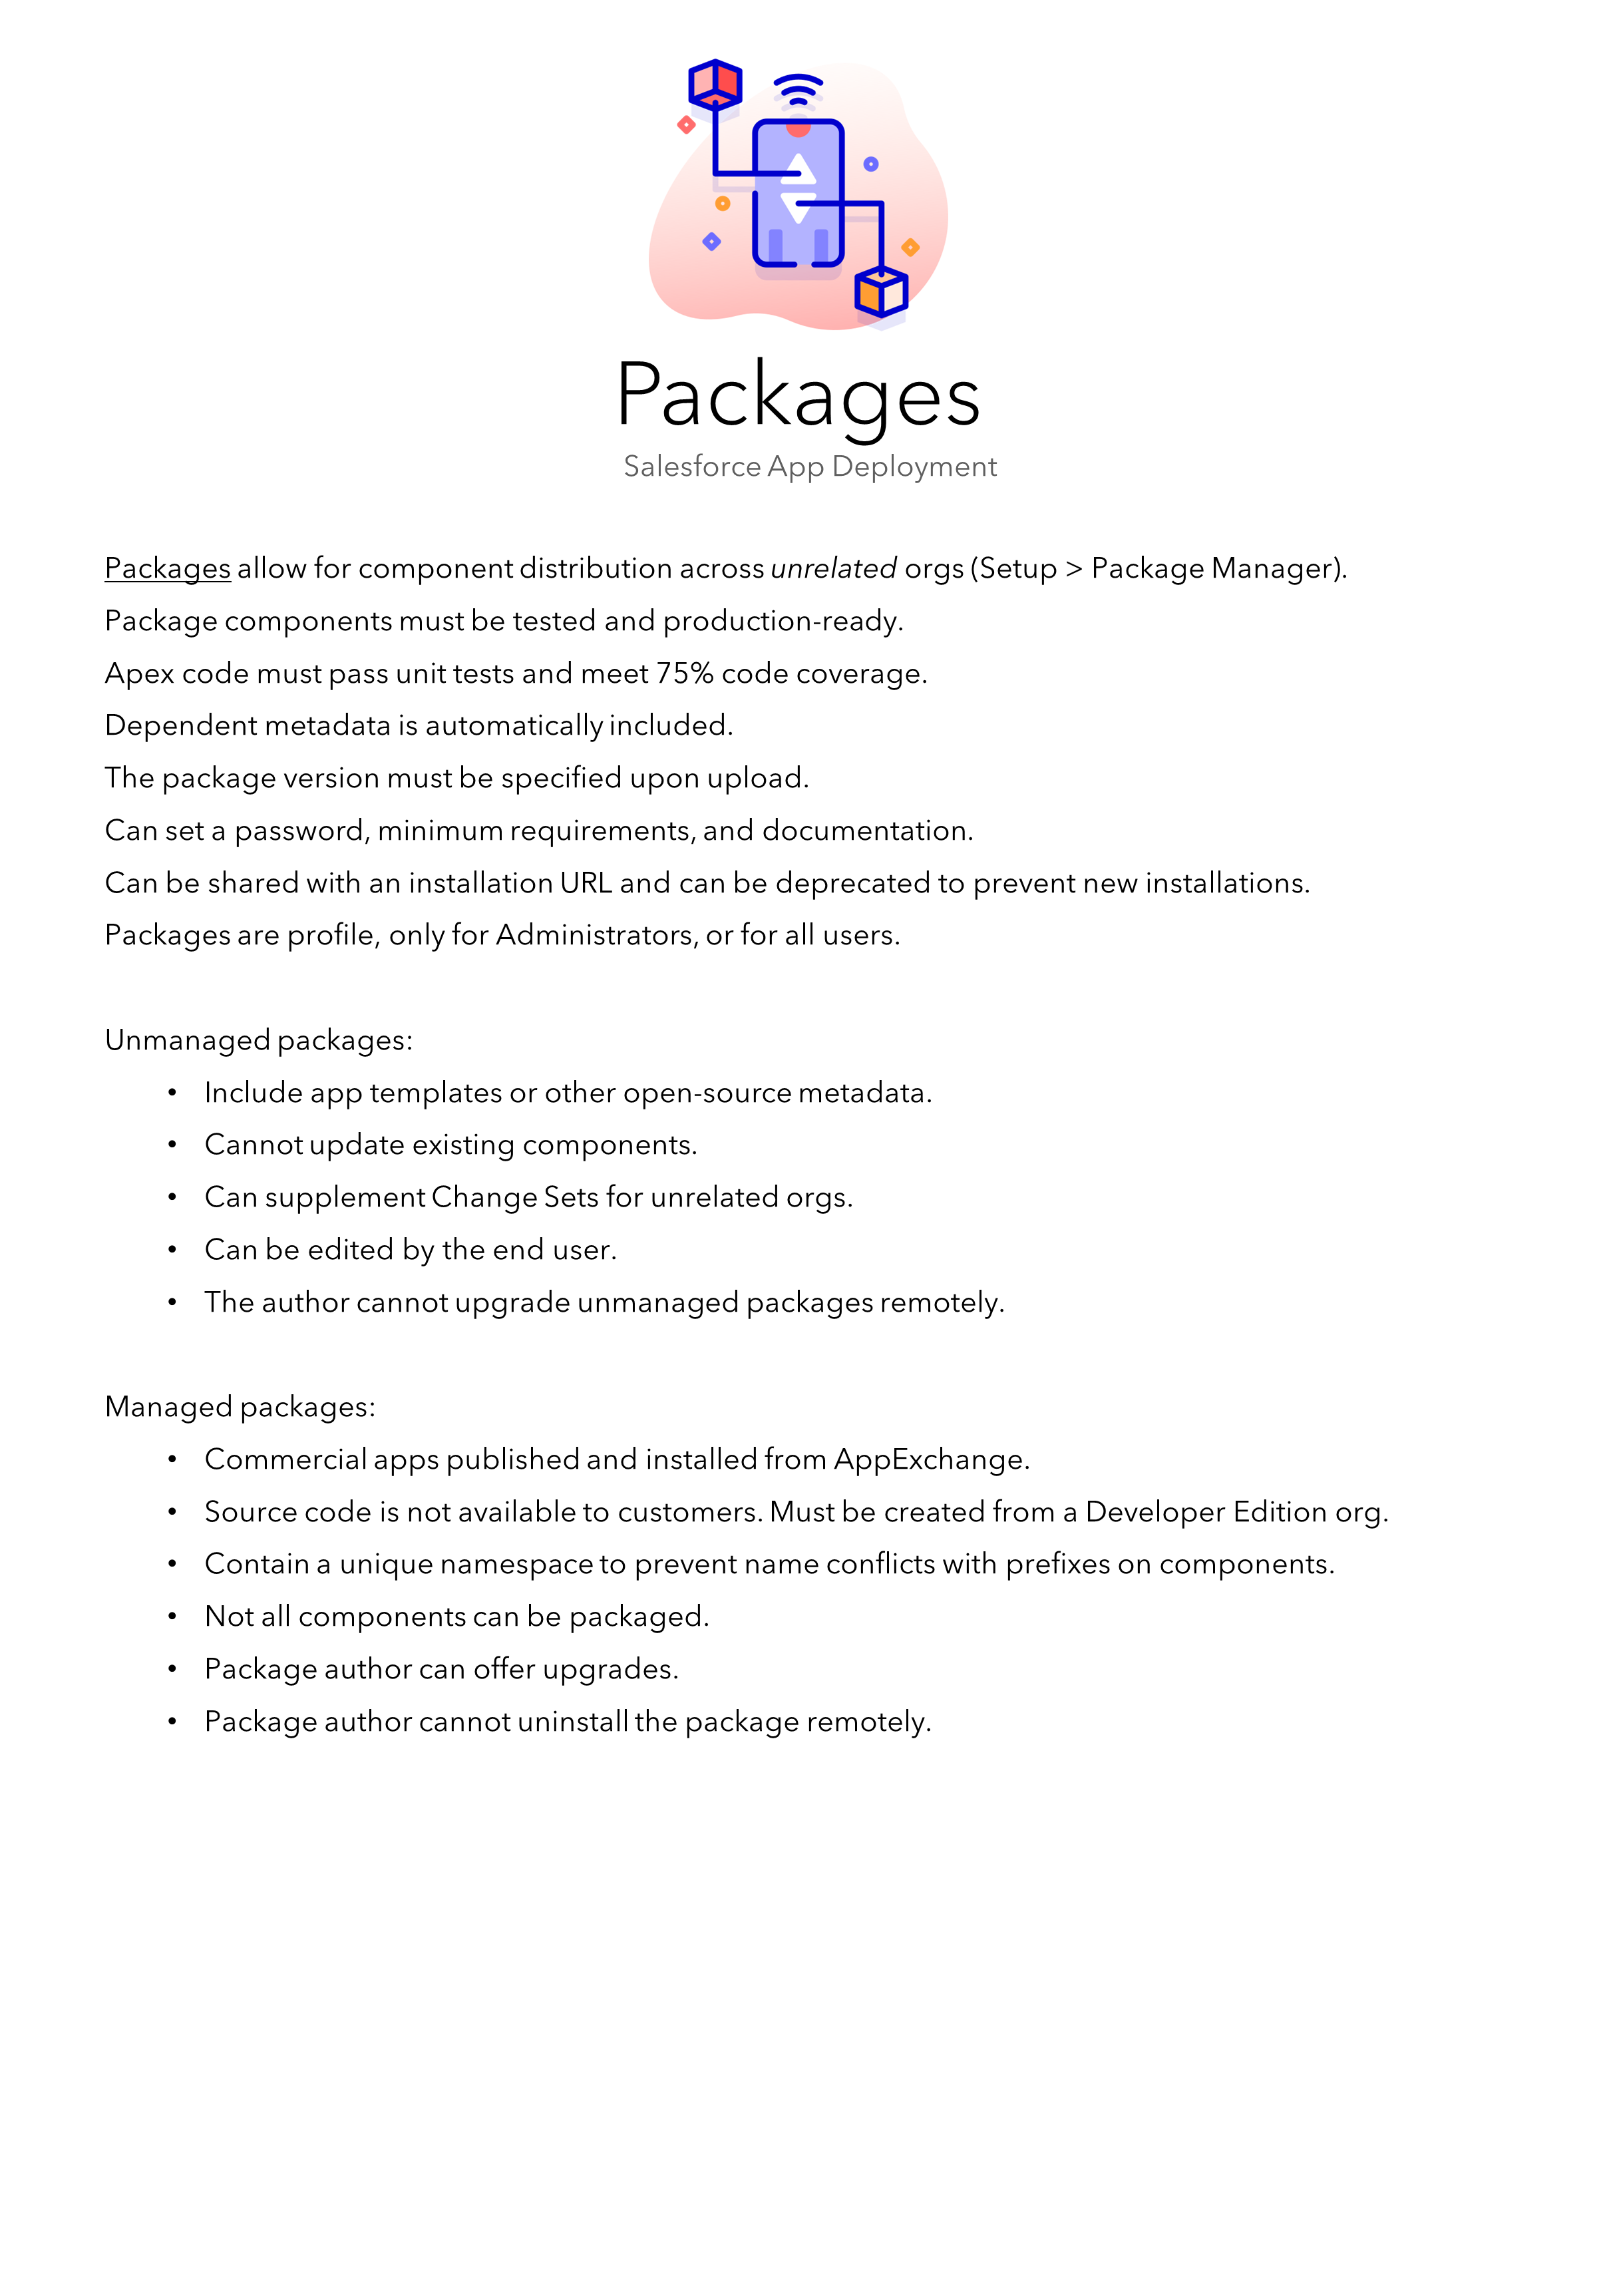 Packages
Salesforce App Deployment
Packages allow for component distribution across unrelated orgs (Setup > Package Manager).
Package components must be tested and production-ready.
Apex code must pass unit tests and meet 75% code coverage.
Dependent metadata is automatically included.
The package version must be specified upon upload.
Can set a password, minimum requirements, and documentation.
Can be shared with an installation URL and can be deprecated to prevent new installations.
Packages are profile, only for Administrators, or for all users.
Unmanaged packages:
• Include app templates or other open-source metadata.
• Cannot update existing components.
• Can supplement Change Sets for unrelated orgs.
• Can be edited by the end user.
• The author cannot upgrade unmanaged packages remotely.
Managed packages:
• Commercial apps published and installed from AppExchange.
• Source code is not available to customers. Must be created from a Developer Edition org.
• Contain a unique namespace to prevent name conflicts with prefixes on components.
• Not all components can be packaged.
• Package author can offer upgrades.
• Package author cannot uninstall the package remotely.